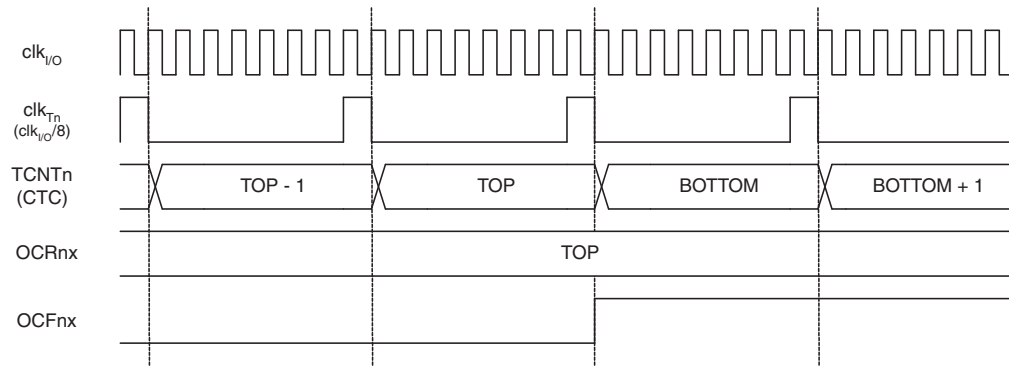 clkI/O
clkTn
(clkI/O/8)
TCNTn
(CTC)
TOP - 1
TOP
BOTTOM
BOTTOM + 1
OCRnx
TOP
OCFnx